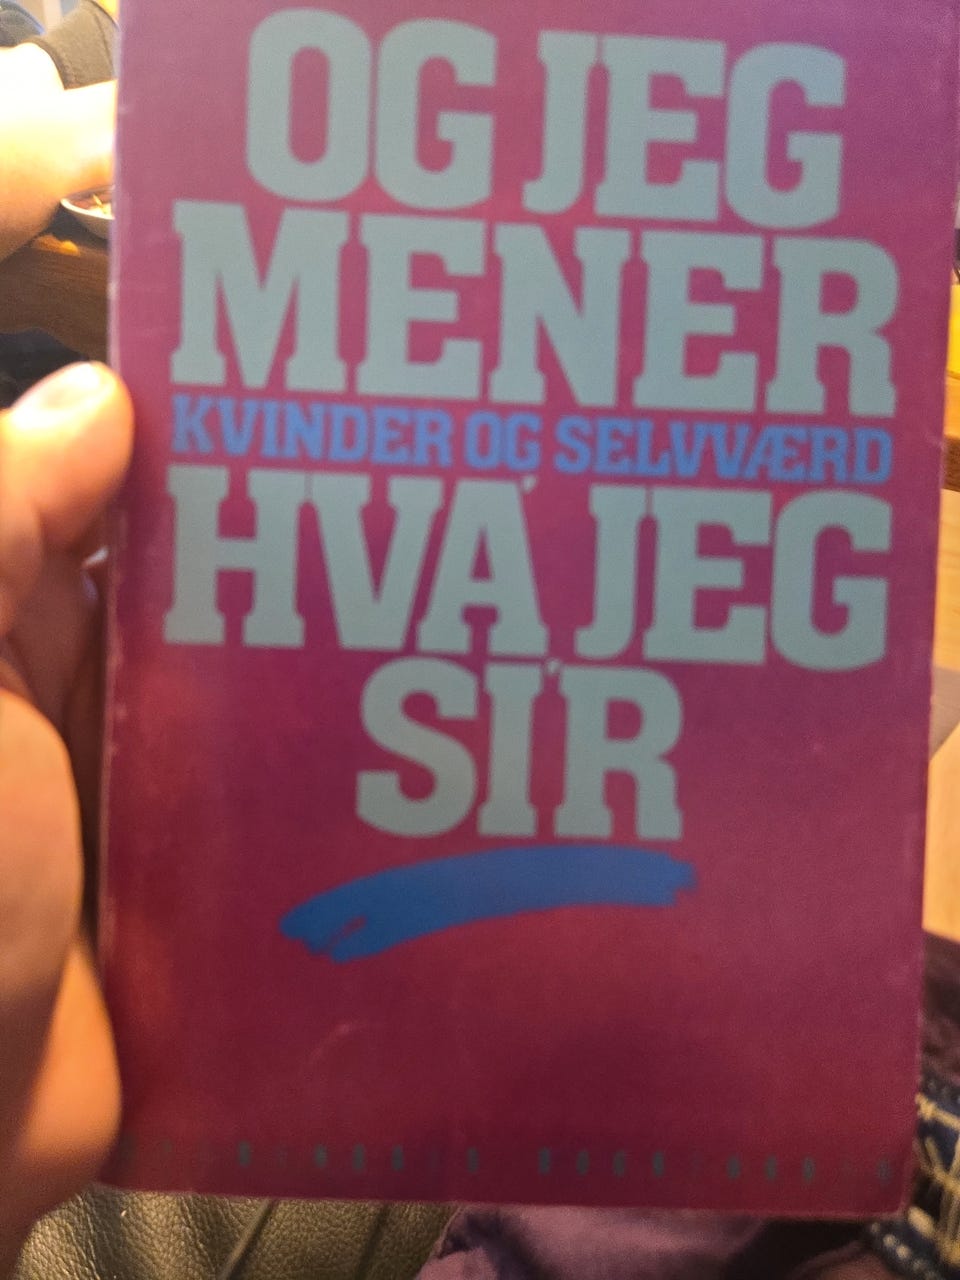 OG JEG
MENER
KVINDER OG SELVVÆRD
HVA' JEG
SI'R